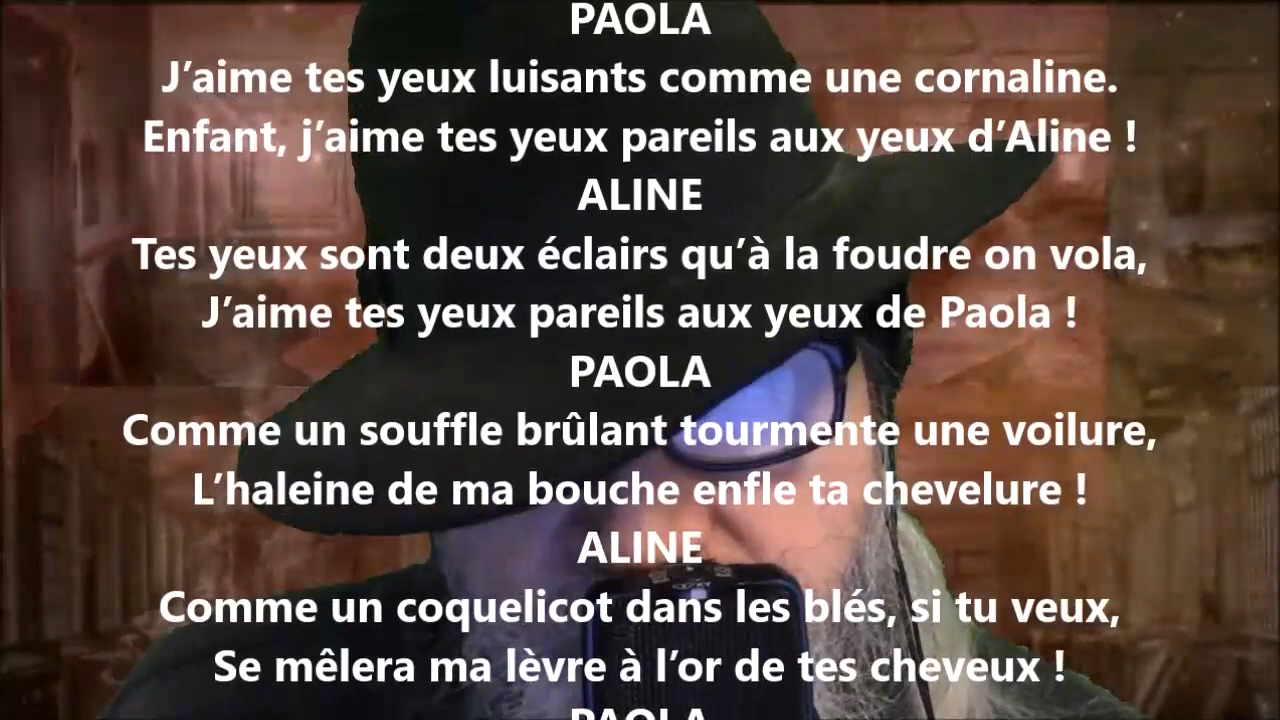 PAOLA
J’aime tes yeux luisants comme une cornaline.
Enfant, j’aime tes yeux pareils aux yeux d’Aline !
ALINE
Tes yeux sont deux éclairs qu’à la foudre on vola,
J’aime tes yeux pareils aux yeux de Paola !
PAOLA
Comme un souffle brûlant tourmente une voilure,
L’haleine de ma bouche enfle ta chevelure !
ALINE
Comme un coquelicot dans les blés, si tu veux,
Se mêlera ma lèvre à l’or de tes cheveux !
PAOLA